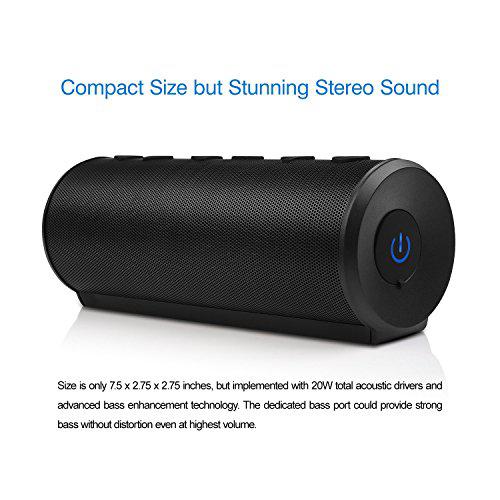 Compact Size but Stunning Stereo Sound
Size is only 7.5 x 2.75 x 2.75 inches, but implemented with 20W total acoustic drivers and
advanced bass enhancement technology. The dedicated bass port could provide strong
bass without distortion even at highest volume.